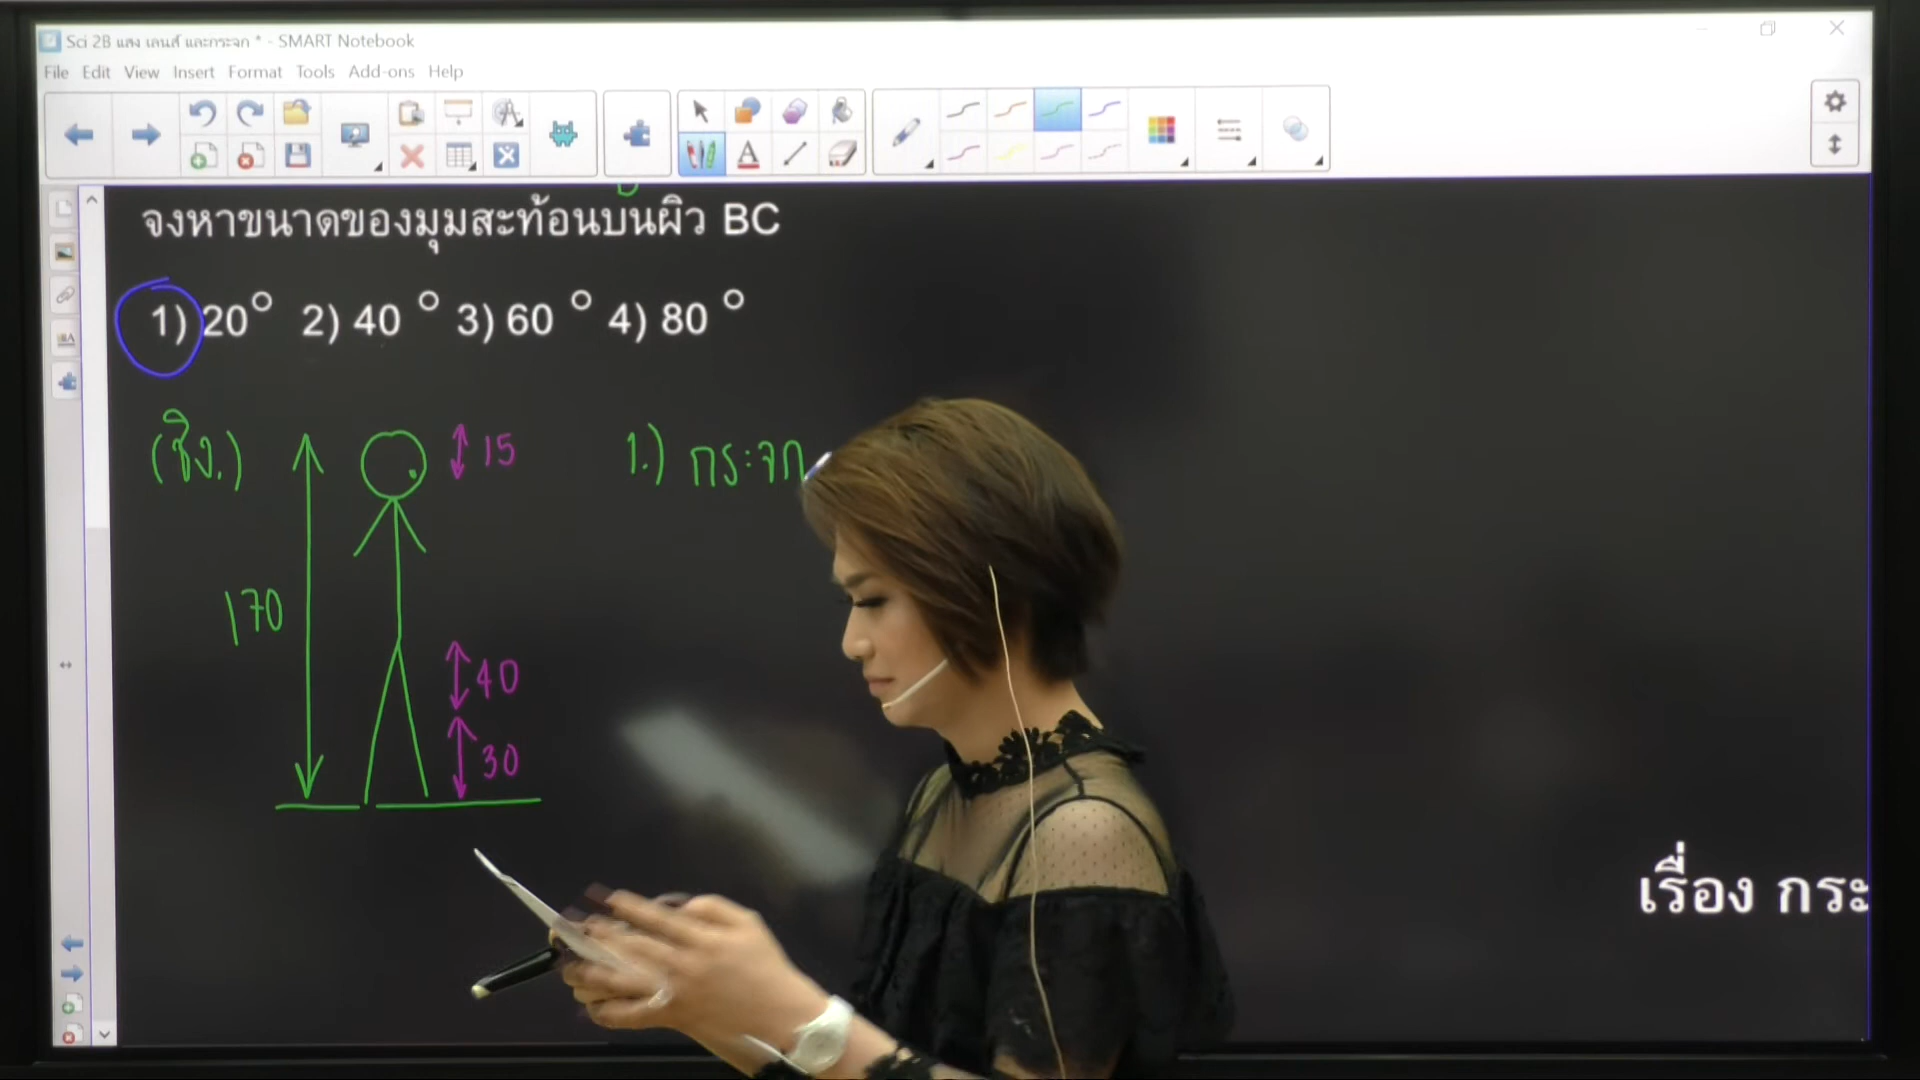 Sci 2B แสง เลนส์ และกระจก * - SMART Notebook
File Edit View Insert Format Tools Add-ons Help
จงหาขนาดของมุมสะท้อนบนผิว BC
1) 20° 2) 40° 3) 60° 4) 80°
(ชิง.)
15
1.) กระจก
170
40
30
เรื่อง กระ